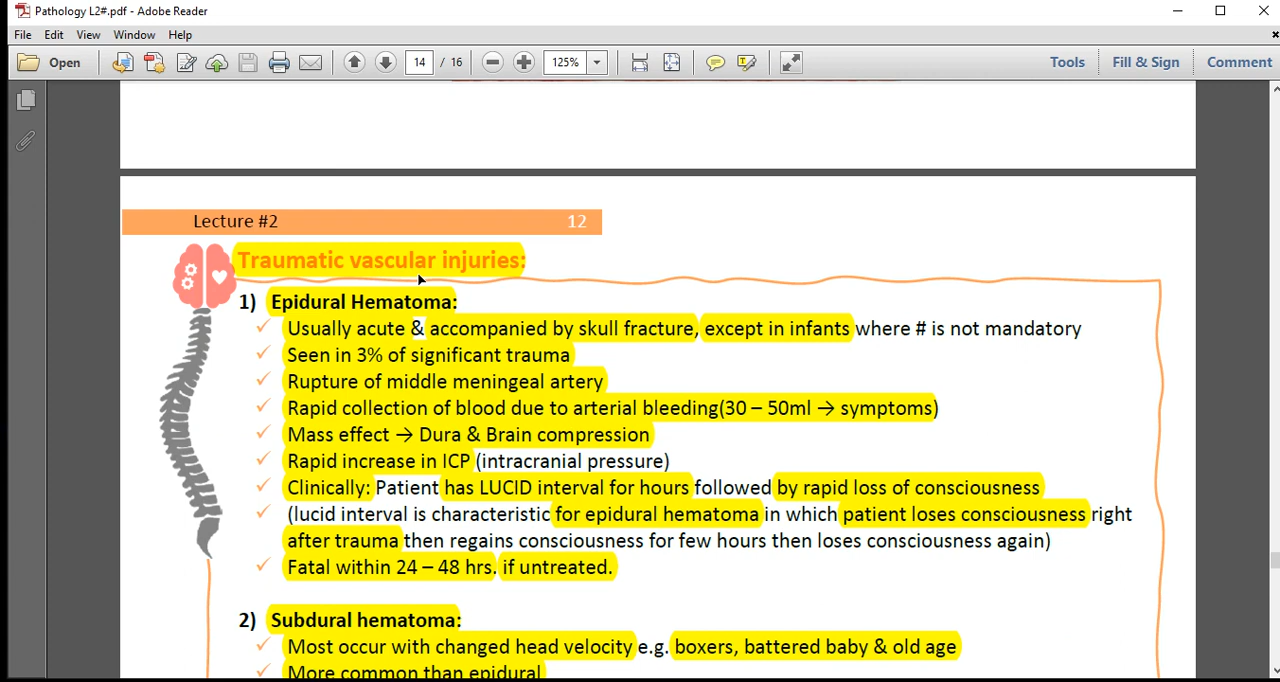 Pathology L2#.pdf - Adobe Reader
File Edit View Window Help
Open 14 / 16 125% Tools Fill & Sign Comment
Lecture #2 12
Traumatic vascular injuries:
1) Epidural Hematoma:
✓ Usually acute & accompanied by skull fracture, except in infants where # is not mandatory
✓ Seen in 3% of significant trauma
✓ Rupture of middle meningeal artery
✓ Rapid collection of blood due to arterial bleeding(30 – 50ml → symptoms)
✓ Mass effect → Dura & Brain compression
✓ Rapid increase in ICP (intracranial pressure)
✓ Clinically: Patient has LUCID interval for hours followed by rapid loss of consciousness
✓ (lucid interval is characteristic for epidural hematoma in which patient loses consciousness right
after trauma then regains consciousness for few hours then loses consciousness again)
✓ Fatal within 24 – 48 hrs. if untreated.
2) Subdural hematoma:
✓ Most occur with changed head velocity e.g. boxers, battered baby & old age
✓ More common than epidural